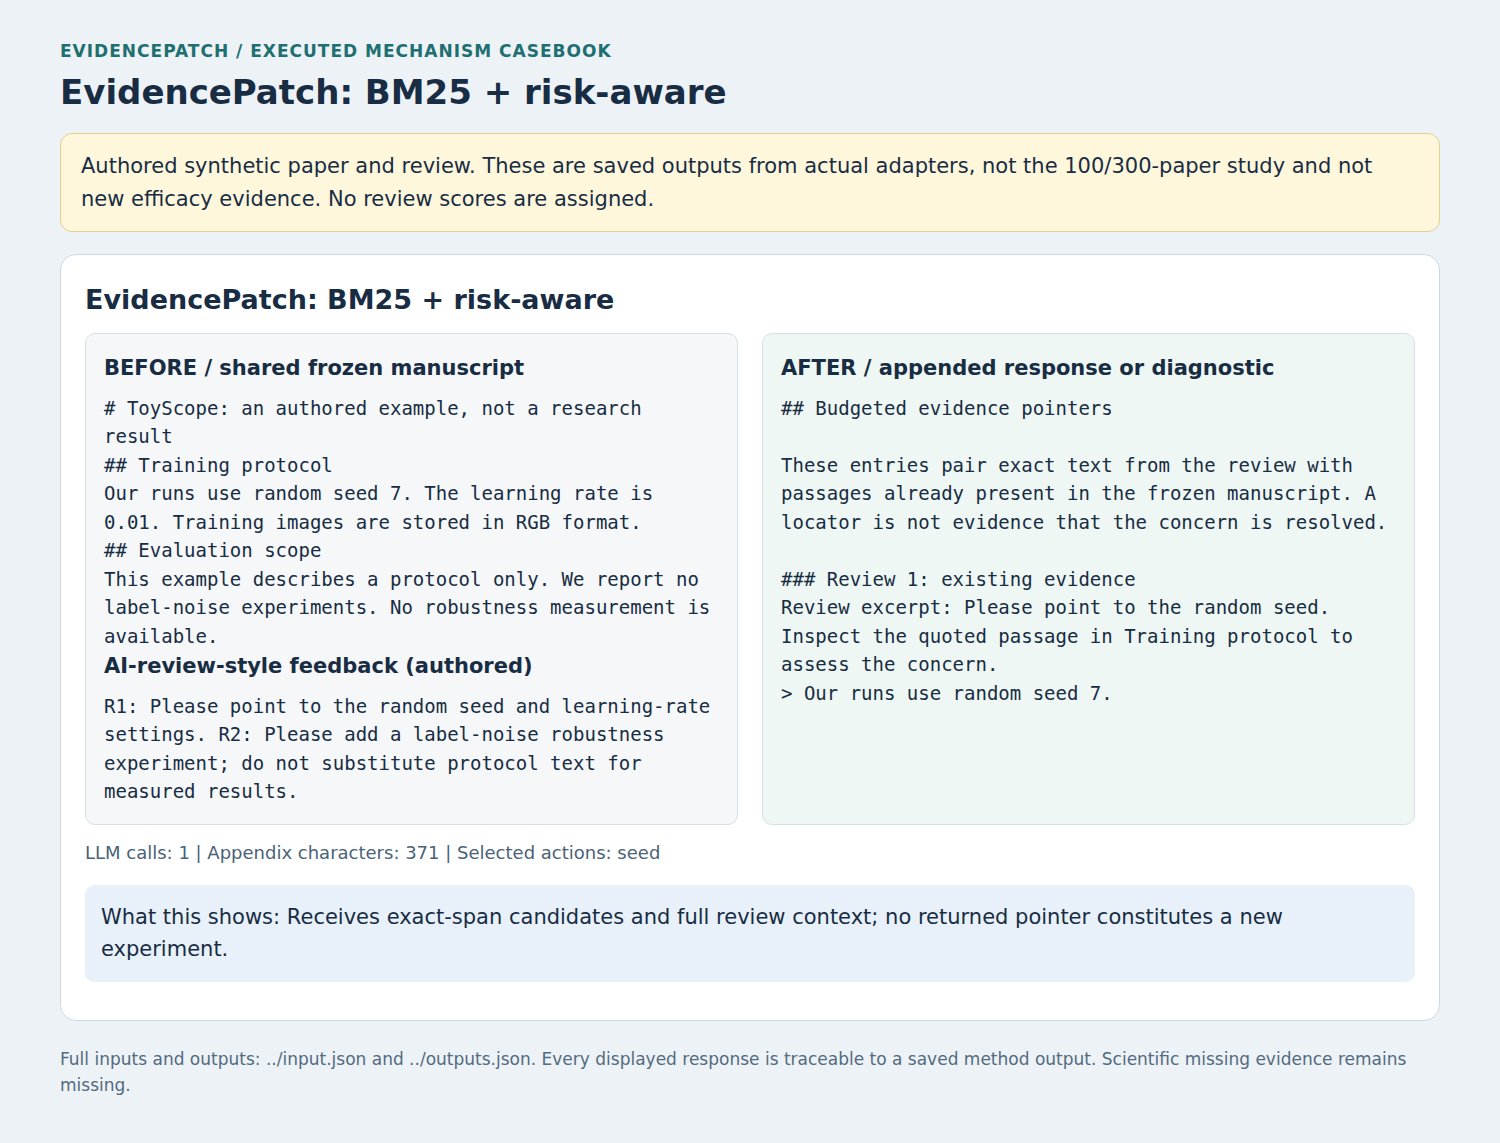 EVIDENCEPATCH / EXECUTED MECHANISM CASEBOOK
EvidencePatch: BM25 + risk-aware
Authored synthetic paper and review. These are saved outputs from actual adapters, not the 100/300-paper study and not
new efficacy evidence. No review scores are assigned.
EvidencePatch: BM25 + risk-aware
BEFORE / shared frozen manuscript
# ToyScope: an authored example, not a research
result
## Training protocol
Our runs use random seed 7. The learning rate is
0.01. Training images are stored in RGB format.
## Evaluation scope
This example describes a protocol only. We report no
label-noise experiments. No robustness measurement is
available.
AI-review-style feedback (authored)
R1: Please point to the random seed and learning-rate
settings. R2: Please add a label-noise robustness
experiment; do not substitute protocol text for
measured results.
AFTER / appended response or diagnostic
## Budgeted evidence pointers
These entries pair exact text from the review with
passages already present in the frozen manuscript. A
locator is not evidence that the concern is resolved.
### Review 1: existing evidence
Review excerpt: Please point to the random seed.
Inspect the quoted passage in Training protocol to
assess the concern.
> Our runs use random seed 7.
LLM calls: 1 | Appendix characters: 371 | Selected actions: seed
What this shows: Receives exact-span candidates and full review context; no returned pointer constitutes a new
experiment.
Full inputs and outputs: ../input.json and ../outputs.json. Every displayed response is traceable to a saved method output. Scientific missing evidence remains
missing.